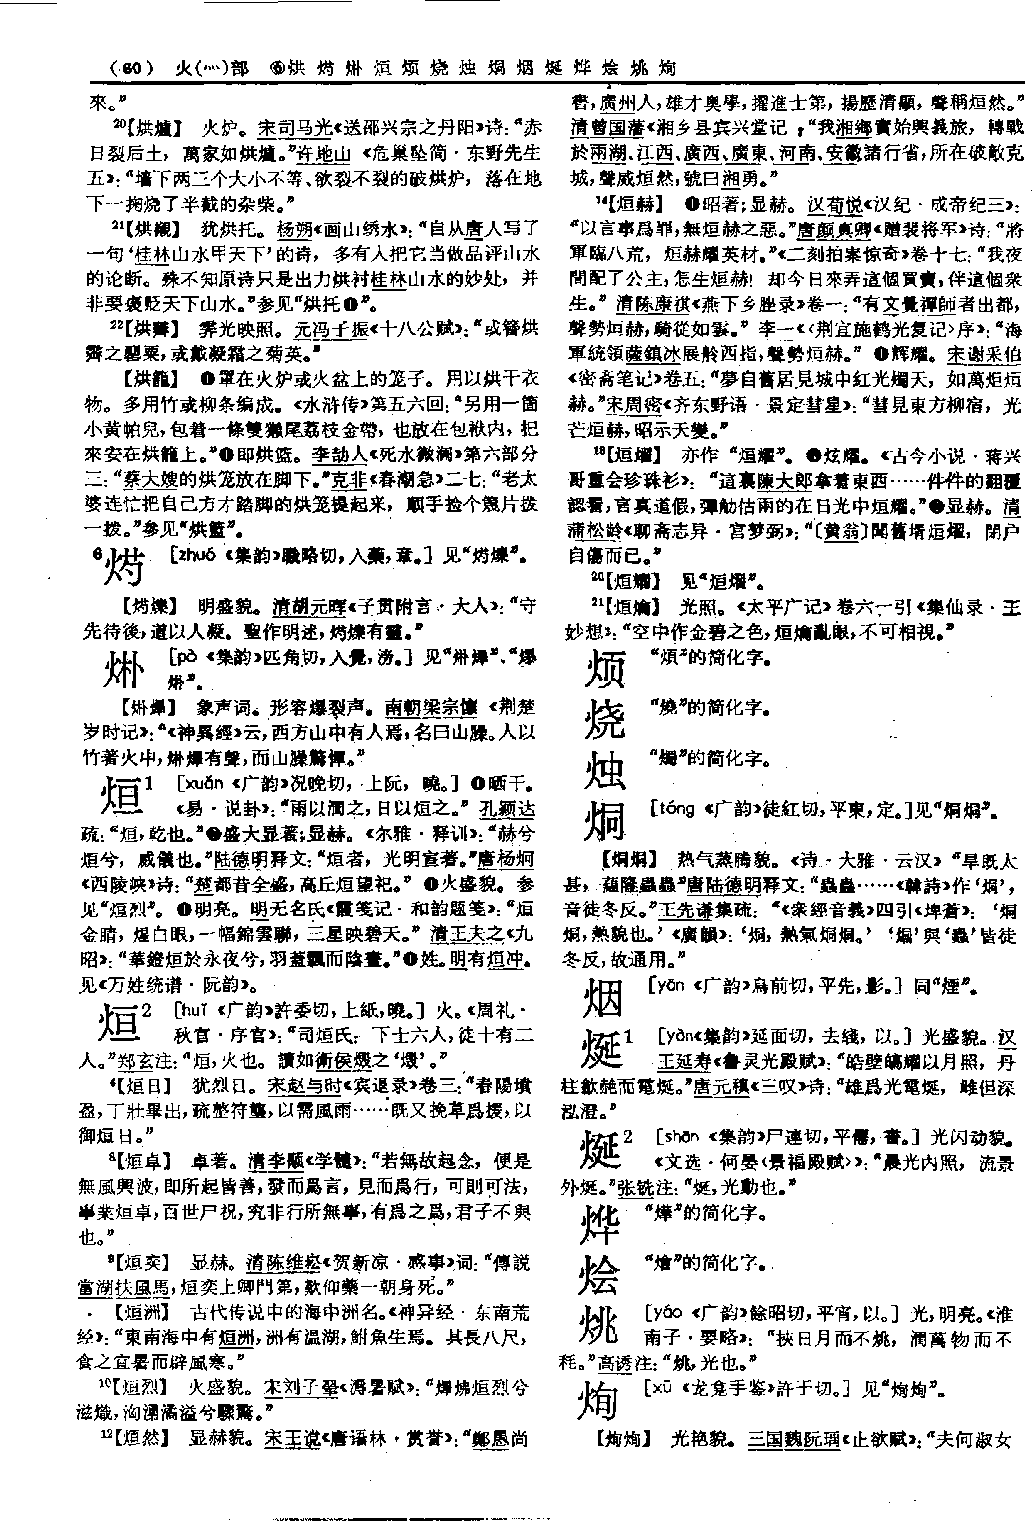 （60） 火(灬)部 ⑥烘 烵 烞 烜 烦 烧 烛 烔 烟 烻 烨 烩 烑 烅
來。”
20【烘爐】 火炉。宋司马光《送邵兴宗之丹阳》诗：“赤
日裂后土，萬家如烘爐。”许地山《危巢坠简·东野先生
五》：“墙下两三个大小不等、欲裂不裂的破烘炉，落在地
下一掬烧了半截的杂柴。”
21【烘襯】 犹烘托。杨朔《画山绣水》：“自从唐人写了
一句‘桂林山水甲天下’的诗，多有人把它当做品评山水
的论断。殊不知原诗只是出力烘衬桂林山水的妙处，并
非要褒贬天下山水。”参见“烘托❶”。
22【烘霽】 霁光映照。元冯子振《十八公赋》：“或簪烘
霽之罌粟，或戴凝霜之菊英。”
【烘籠】 ❶罩在火炉或火盆上的笼子。用以烘干衣
物。多用竹或柳条编成。《水浒传》第五六回：“另用一箇
小黄帕兒，包着一條雙獺尾荔枝金帶，也放在包袱内，把
來安在烘籠上。”❷即烘篮。李劼人《死水微澜》第六部分
二：“蔡大嫂的烘笼放在脚下。”克非《春潮急》二七：“老太
婆连忙把自己方才踏脚的烘笼提起来，顺手捡个篾片拨
一拨。”参见“烘籃”。
6烵 [zhuó《集韵》職略切，入藥，章。]见“烵爍”。
【烵爍】 明盛貌。清胡元暉《子贯附言·大人》：“守
先待後，道以人凝。聖作明述，烵爍有靈。”
烞 [pò《集韵》匹角切，入覺，滂。]见“烞熚”、“爆
烞”。
【烞熚】 象声词。形容爆裂声。南朝梁宗懔《荆楚
岁时记》：“《神異經》云，西方山中有人焉，名曰山臊。人以
竹著火中，烞熚有聲，而山臊驚憚。”
烜1 [xuǎn《广韵》况晚切，上阮，曉。]❶晒干。
《易·说卦》：“雨以潤之，日以烜之。”孔颖达
疏：“烜，乾也。”❷盛大显著；显赫。《尔雅·释训》：“赫兮
烜兮，威儀也。”陆德明释文：“烜者，光明宣著。”唐杨炯
《西陵峡》诗：“楚都昔全盛，高丘烜望祀。”❸火盛貌。参
见“烜烈”。❹明亮。明无名氏《霞笺记·和韵题笺》：“烜
金睛，煜白眼，一幅錦雲聯，三星映碧天。”清王夫之《九
昭》：“華鐙烜於永夜兮，羽蓋飄而陰晝。”❺姓。明有烜冲。
见《万姓统谱·阮韵》。
烜2 [huǐ《广韵》許委切，上紙，曉。]火。《周礼·
秋官·序官》：“司烜氏：下士六人，徒十有二
人。”郑玄注：“烜，火也。讀如衛侯燬之‘燬’。”
4【烜日】 犹烈日。宋赵与时《宾退录》卷三：“春陽墳
盈，丁壯畢出，疏整符鑿，以需風雨……既又挽草爲援，以
御烜日。”
8【烜卓】 卓著。清李颙《学髓》：“若無故起念，便是
無風興波，即所起皆善，發而爲言，見而爲行，可則可法，
事業烜卓，百世尸祝，究非行所無事，有爲之爲，君子不與
也。”
9【烜奕】 显赫。清陈维崧《贺新凉·感事》词：“傳説
當湖扶風馬，烜奕上卿門第，歎仰藥一朝身死。”
【烜洲】 古代传说中的海中洲名。《神异经·东南荒
经》：“東南海中有烜洲，洲有温湖，鮒魚生焉。其長八尺，
食之宜暑而辟風寒。”
10【烜烈】 火盛貌。宋刘子翚《溽暑赋》：“煇烑烜烈兮
滋熾，洶溷滀溢兮驟騖。”
12【烜然】 显赫貌。宋王谠《唐语林·赏誉》：“鄭愚尚
書，廣州人，雄才奥學，擢進士第，揚歷清顯，聲稱烜然。”
清曾国藩《湘乡县宾兴堂记》：“我湘鄉實始興義旅，轉戰
於兩湖、江西、廣西、廣東、河南、安徽諸行省，所在破敵克
城，聲威烜然，號曰湘勇。”
14【烜赫】 ❶昭著；显赫。汉荀悦《汉纪·成帝纪三》：
“以言事爲罪，無烜赫之惡。”唐颜真卿《赠裴将军》诗：“將
軍臨八荒，烜赫耀英材。”《二刻拍案惊奇》卷十七：“我夜
間配了公主，怎生烜赫！却今日來弄這個買賣，伴這個衆
生。”清陈康祺《燕下乡脞录》卷一：“有文覺禪師者出都，
聲勢烜赫，騎從如雲。”李一《〈荆宜施鹤光复记〉序》：“海
軍統領薩鎮冰展舲西指，聲勢烜赫。”❷辉耀。宋谢采伯
《密斋笔记》卷五：“夢自舊居見城中紅光燭天，如萬炬烜
赫。”宋周密《齐东野语·景定彗星》：“彗見東方柳宿，光
芒烜赫，昭示天變。”
18【烜燿】 亦作“烜耀”。❶炫耀。《古今小说·蒋兴
哥重会珍珠衫》：“這裏陳大郎拿着東西……件件的翻覆
認看，言真道假，彈觔估兩的在日光中烜耀。”❷显赫。清
蒲松龄《聊斋志异·宫梦弼》：“〔黄翁〕聞舊壻烜燿，閉户
自傷而已。”
20【烜耀】 见“烜燿”。
21【烜爚】 光照。《太平广记》卷六一引《集仙录·王
妙想》：“空中作金碧之色，烜爚亂眼，不可相視。”
烦 “煩”的简化字。
烧 “燒”的简化字。
烛 “燭”的简化字。
烔 [tóng《广韵》徒紅切，平東，定。]见“烔烔”。
【烔烔】 热气蒸腾貌。《诗·大雅·云汉》“旱既大
甚，蘊隆蟲蟲”唐陆德明释文：“蟲蟲……《韓詩》作‘烔’，
音徒冬反。”王先谦集疏：“《衆經音義》四引《埤蒼》：‘烔
烔，熱貌也。’《廣韻》：‘烔，熱氣烔烔。’‘烔’與‘蟲’皆徒
冬反，故通用。”
烟 [yān《广韵》烏前切，平先，影。]同“煙”。
烻1 [yàn《集韵》延面切，去线，以。]光盛貌。汉
王延寿《鲁灵光殿赋》：“皓壁皜曜以月照，丹
柱歙赩而電烻。”唐元稹《三叹》诗：“雄爲光電烻，雌但深
泓澄。”
烻2 [shān《集韵》尸連切，平僊，書。]光闪动貌。
《文选·何晏〈景福殿赋〉》：“晨光内照，流景
外烻。”张铣注：“烻，光動也。”
烨 “燁”的简化字。
烩 “燴”的简化字。
烑 [yáo《广韵》餘昭切，平宵，以。]光，明亮。《淮
南子·要略》：“挾日月而不烑，潤萬物而不
耗。”高诱注：“烑，光也。”
烅 [xū《龙龛手鉴》許于切。]见“烅烅”。
【烅烅】 光艳貌。三国魏阮瑀《止欲赋》：“夫何淑女